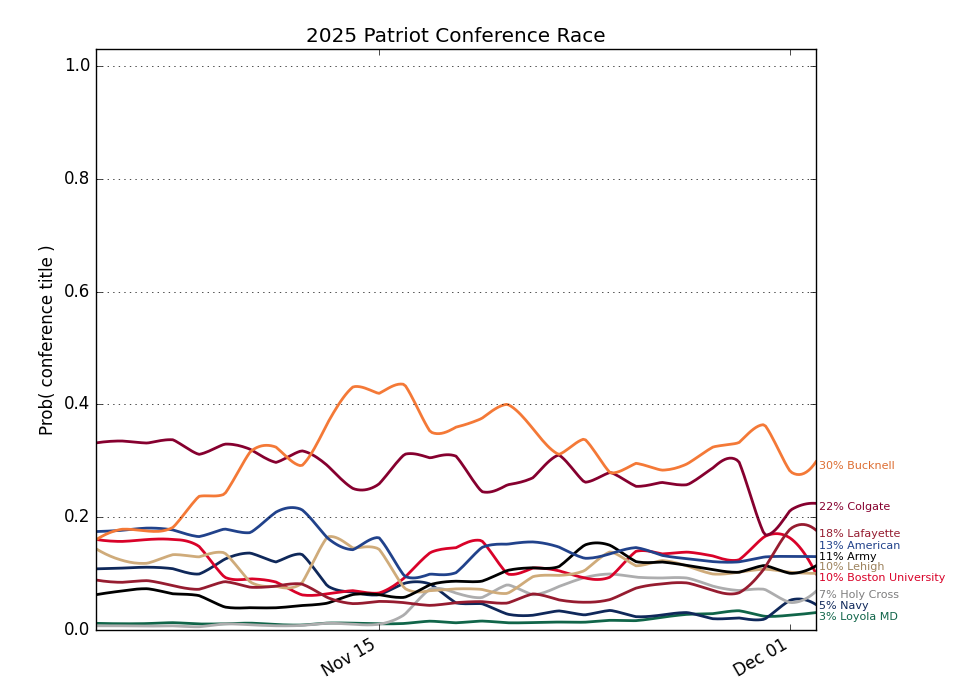 2025 Patriot Conference Race
Prob( conference title )
1.0
0.8
0.6
0.4
0.2
0.0
Nov 15
Dec 01
30% Bucknell
22% Colgate
18% Lafayette
13% American
11% Army
10% Lehigh
10% Boston University
7% Holy Cross
5% Navy
3% Loyola MD